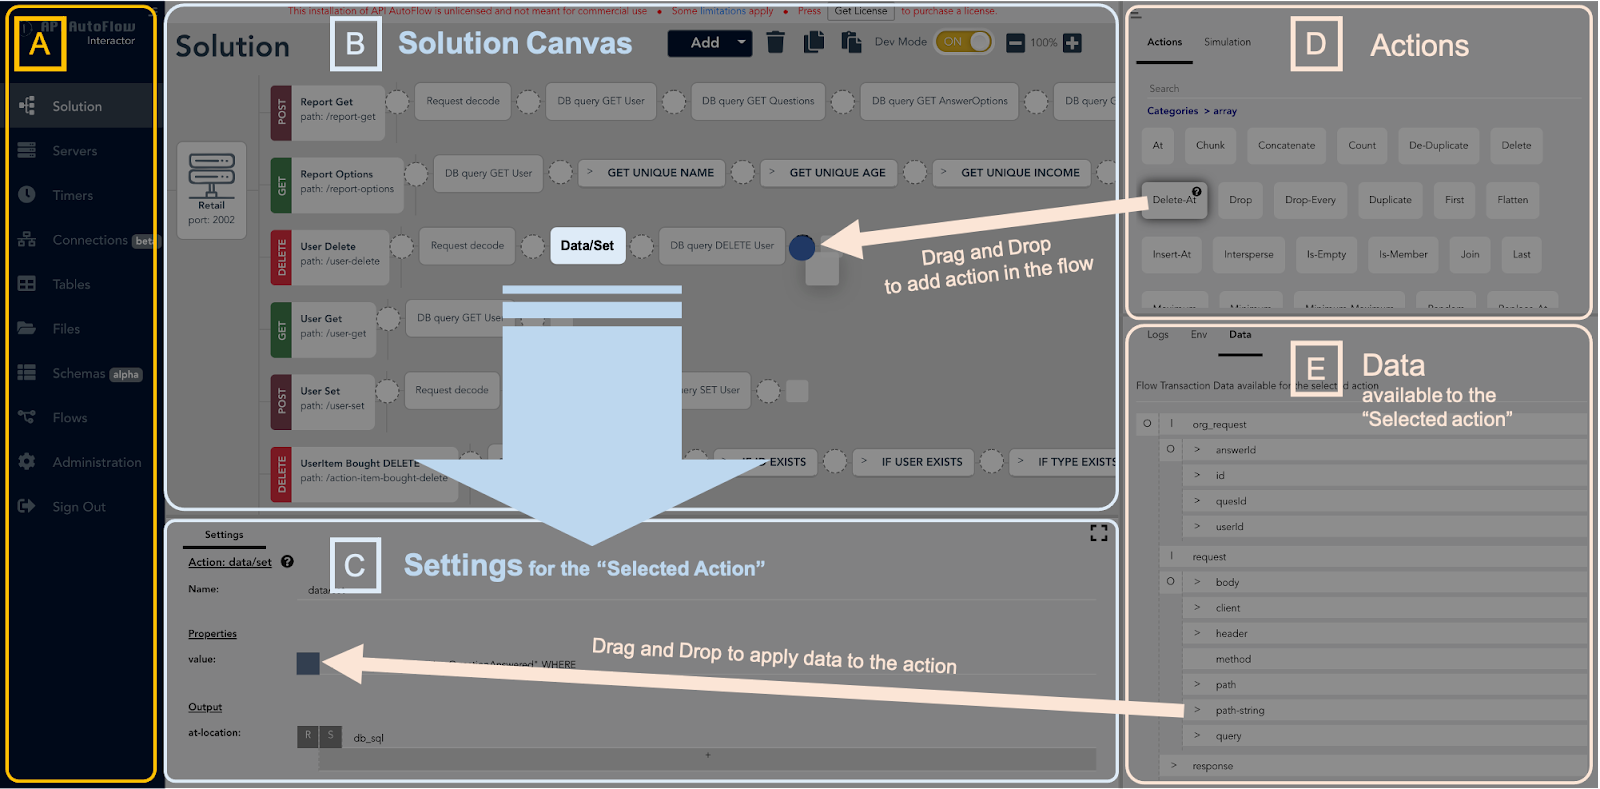 This installation of API AutoFlow is unlicensed and not meant for commercial use • Some limitations apply • Press Get License to purchase a license.
API AutoFlow
Interactor
A
Solution
Servers
Timers
Connections beta
Tables
Files
Schemas alpha
Flows
Administration
Sign Out
Solution
B
Solution Canvas
Add
Dev Mode
ON
100%
Retail
port: 2002
POST
Report Get
path: /report-get
Request decode
DB query GET User
DB query GET Questions
DB query GET AnswerOptions
DB query G
GET
Report Options
path: /report-options
DB query GET User
> GET UNIQUE NAME
> GET UNIQUE AGE
> GET UNIQUE INCOME
DELETE
User Delete
path: /user-delete
Request decode
Data/Set
DB query DELETE User
GET
User Get
path: /user-get
DB query GET User
POST
User Set
path: /user-set
Request decode
ery SET User
DELETE
UserItem Bought DELETE
path: /action-item-bought-delete
EXISTS
> IF USER EXISTS
> IF TYPE EXISTS
Drag and Drop
to add action in the flow
Settings
C
Settings for the “Selected Action”
Action: data/set
Name:
data/set
Properties
value:
WHERE
Drag and Drop to apply data to the action
Output
at-location:
R S db_sql
+
Actions
Simulation
D
Actions
Search
Categories > array
At
Chunk
Concatenate
Count
De-Duplicate
Delete
Delete-At
Drop
Drop-Every
Duplicate
First
Flatten
Insert-At
Intersperse
Is-Empty
Is-Member
Join
Last
Maximum
Minimum
Minimum Maximum
Random
Replace-At
Logs
Env
Data
E
Data
available to the
“Selected action”
Flow Transaction Data available for the selected action
org_request
> answerId
> id
> quesId
> userId
request
> body
> client
> header
method
> path
> path-string
> query
> response